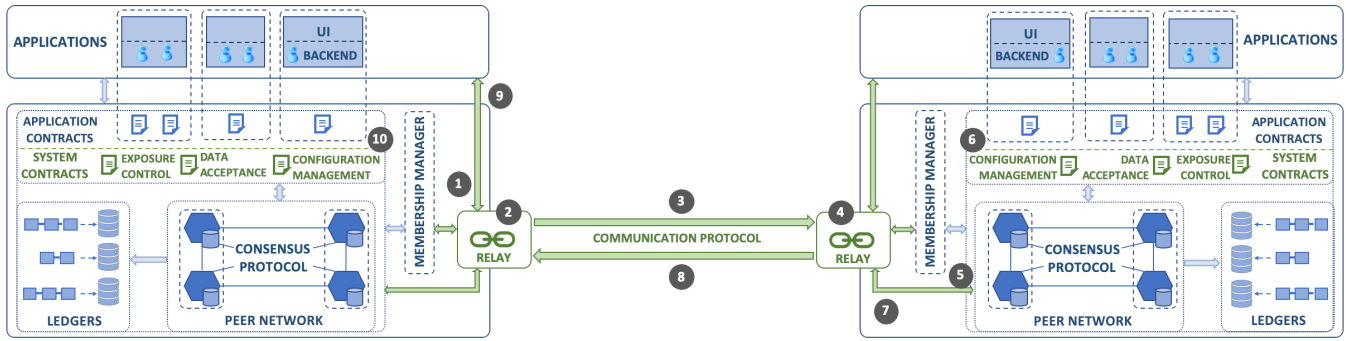 APPLICATIONS
UI
BACKEND
9
APPLICATION
CONTRACTS
10
SYSTEM
CONTRACTS
EXPOSURE
CONTROL
DATA
ACCEPTANCE
CONFIGURATION
MANAGEMENT
MEMBERSHIP MANAGER
1
2
RELAY
CONSENSUS
PROTOCOL
LEDGERS
PEER NETWORK
3
COMMUNICATION PROTOCOL
8
4
RELAY
7
UI
BACKEND
APPLICATIONS
MEMBERSHIP MANAGER
6
5
APPLICATION
CONTRACTS
CONFIGURATION
MANAGEMENT
DATA
ACCEPTANCE
EXPOSURE
CONTROL
SYSTEM
CONTRACTS
CONSENSUS
PROTOCOL
PEER NETWORK
LEDGERS